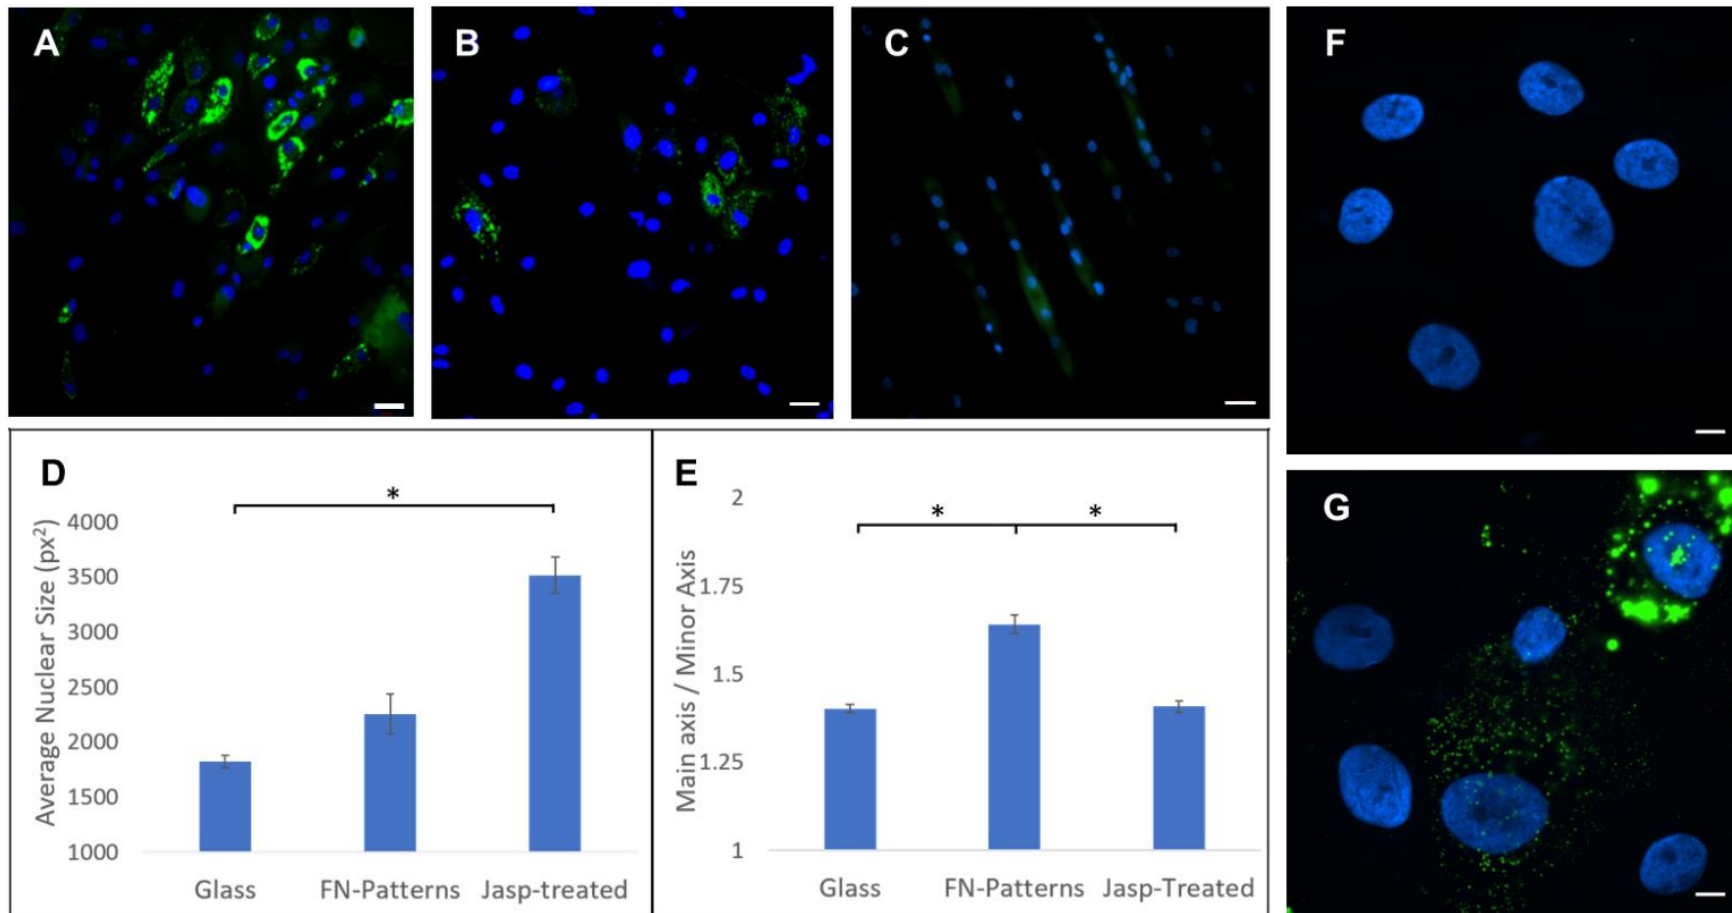 A
B
C
F
D
*
Average Nuclear Size (px²)
4000
3500
3000
2500
2000
1500
1000
Glass FN-Patterns Jasp-treated
E
* *
Main axis / Minor Axis
2
1.75
1.5
1.25
1
Glass FN-Patterns Jasp-Treated
G